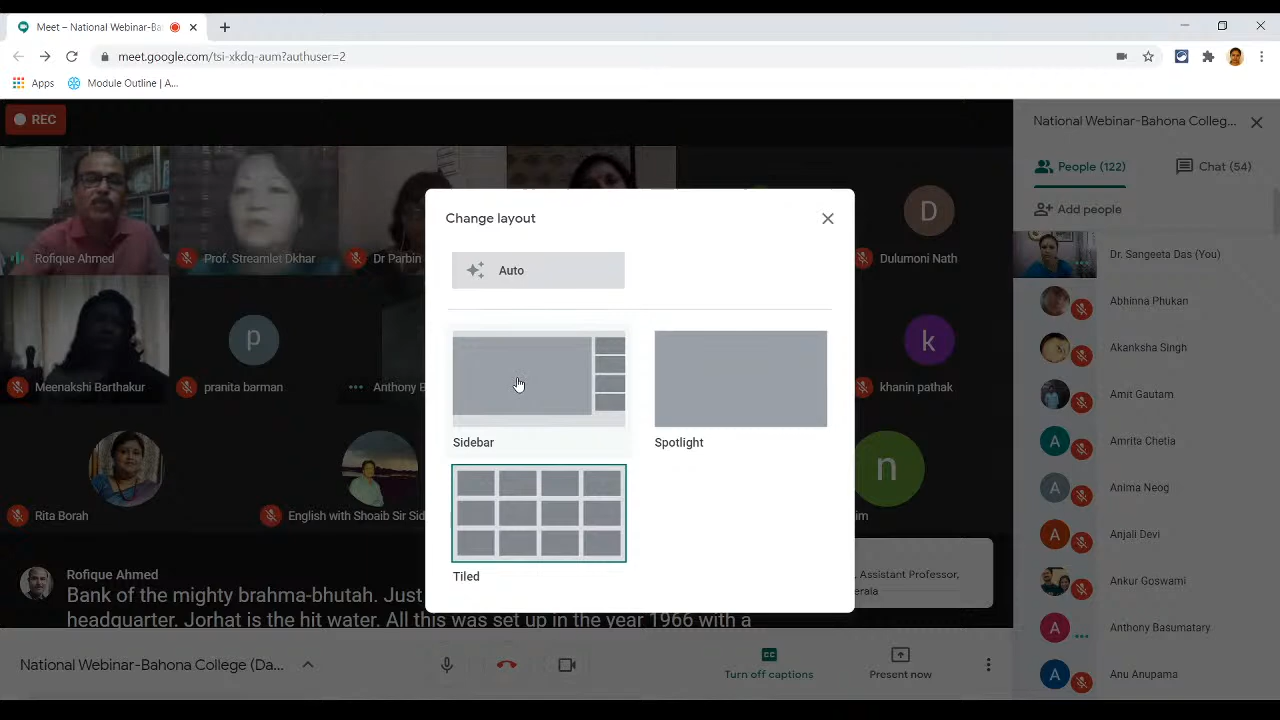 Meet – National Webinar-Ba
meet.google.com/tsi-xkdq-aum?authuser=2
Apps
Module Outline | A...
REC
National Webinar-Bahona Colleg...
People (122)
Chat (54)
Add people
Rofique Ahmed
Prof. Streamlet Dkhar
Dr Parbin
D
Dulumoni Nath
Meenakshi Barthakur
p
pranita barman
Anthony B
k
khanin pathak
Rita Borah
English with Shoaib Sir Sid
n
im
Change layout
Auto
Sidebar
Spotlight
Tiled
Dr. Sangeeta Das (You)
Abhinna Phukan
Akanksha Singh
Amit Gautam
A
Amrita Chetia
A
Anima Neog
A
Anjali Devi
Ankur Goswami
A
Anthony Basumatary
A
Anu Anupama
, Assistant Professor,
erala
Rofique Ahmed
Bank of the mighty brahma-bhutah. Just
headquarter. Jorhat is the hit water. All this was set up in the year 1966 with a
National Webinar-Bahona College (Da...
Turn off captions
Present now